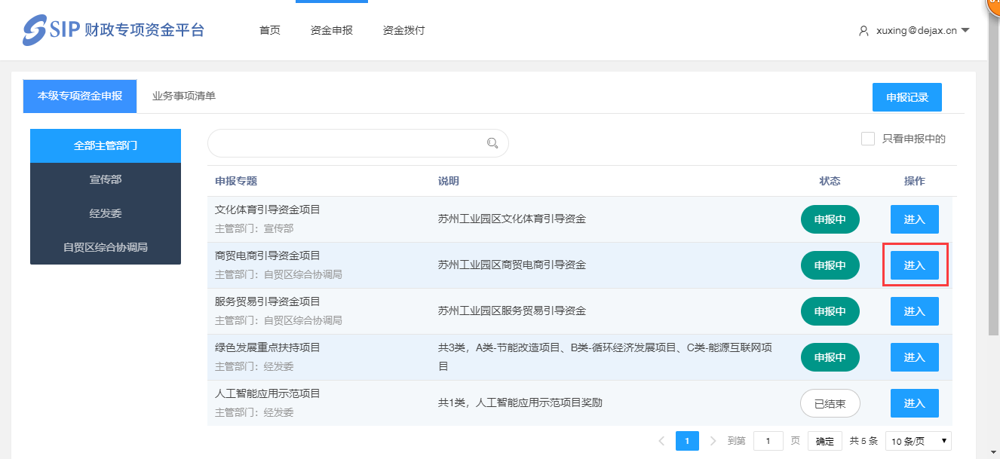 SIP 财政专项资金平台
首页
资金申报
资金拨付
xuxing@dejax.cn
本级专项资金申报
业务事项清单
申报记录
全部主管部门
宣传部
经发委
自贸区综合协调局
只看申报中的
申报专题
说明
状态
操作
文化体育引导资金项目
主管部门：宣传部
苏州工业园区文化体育引导资金
申报中
进入
商贸电商引导资金项目
主管部门：自贸区综合协调局
苏州工业园区商贸电商引导资金
申报中
进入
服务贸易引导资金项目
主管部门：自贸区综合协调局
苏州工业园区服务贸易引导资金
申报中
进入
绿色发展重点扶持项目
主管部门：经发委
共3类，A类-节能改造项目、B类-循环经济发展项目、C类-能源互联网项
目
申报中
进入
人工智能应用示范项目
主管部门：经发委
共1类，人工智能应用示范项目奖励
已结束
进入
1
到第
1
页
确定
共 5 条
10 条/页